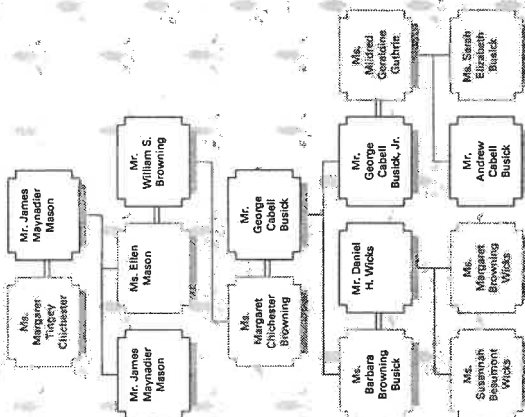 Ms.
Margaret
Tingey
Chichester
Mr. James
Maynadier
Mason
Mr. James
Maynadier
Mason
Ms. Ellen
Mason
Mr.
William S.
Browning
Ms.
Margaret
Chichester
Browning
Mr.
George
Cabell
Busick
Ms.
Barbara
Browning
Busick
Mr. Daniel
H. Wicks
Mr.
George
Cabell
Busick, Jr.
Ms.
Mildred
Geraldine
Guthrie
Ms.
Susannah
Beaumont
Wicks
Ms.
Margaret
Browning
Wicks
Mr.
Andrew
Cabell
Busick
Ms. Sarah
Elizabeth
Busick